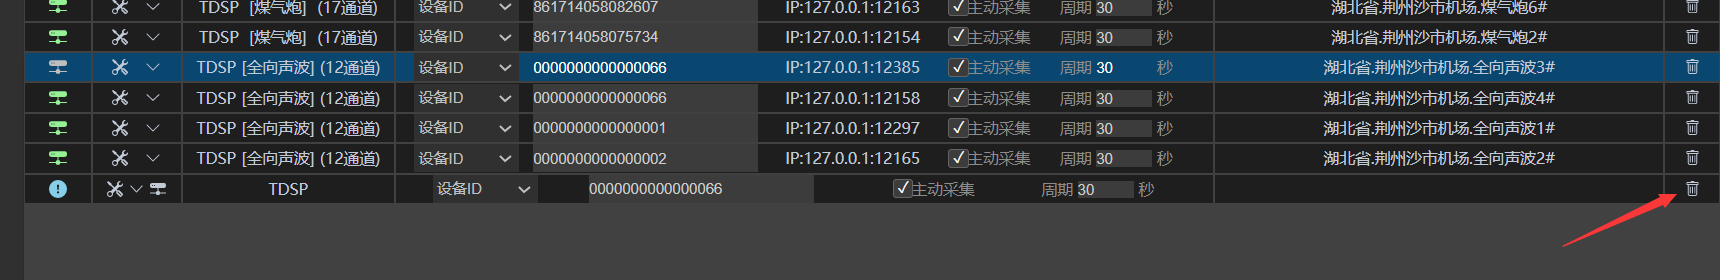 TDSP [煤气炮] (17通道) 设备ID 861714058082607 IP:127.0.0.1:12163 主动采集 周期 30 秒 湖北省.荆州沙市机场.煤气炮6#
TDSP [煤气炮] (17通道) 设备ID 861714058075734 IP:127.0.0.1:12154 主动采集 周期 30 秒 湖北省.荆州沙市机场.煤气炮2#
TDSP [全向声波] (12通道) 设备ID 0000000000000066 IP:127.0.0.1:12385 主动采集 周期 30 秒 湖北省.荆州沙市机场.全向声波3#
TDSP [全向声波] (12通道) 设备ID 0000000000000066 IP:127.0.0.1:12158 主动采集 周期 30 秒 湖北省.荆州沙市机场.全向声波4#
TDSP [全向声波] (12通道) 设备ID 0000000000000001 IP:127.0.0.1:12297 主动采集 周期 30 秒 湖北省.荆州沙市机场.全向声波1#
TDSP [全向声波] (12通道) 设备ID 0000000000000002 IP:127.0.0.1:12165 主动采集 周期 30 秒 湖北省.荆州沙市机场.全向声波2#
TDSP 设备ID 0000000000000066 主动采集 周期 30 秒